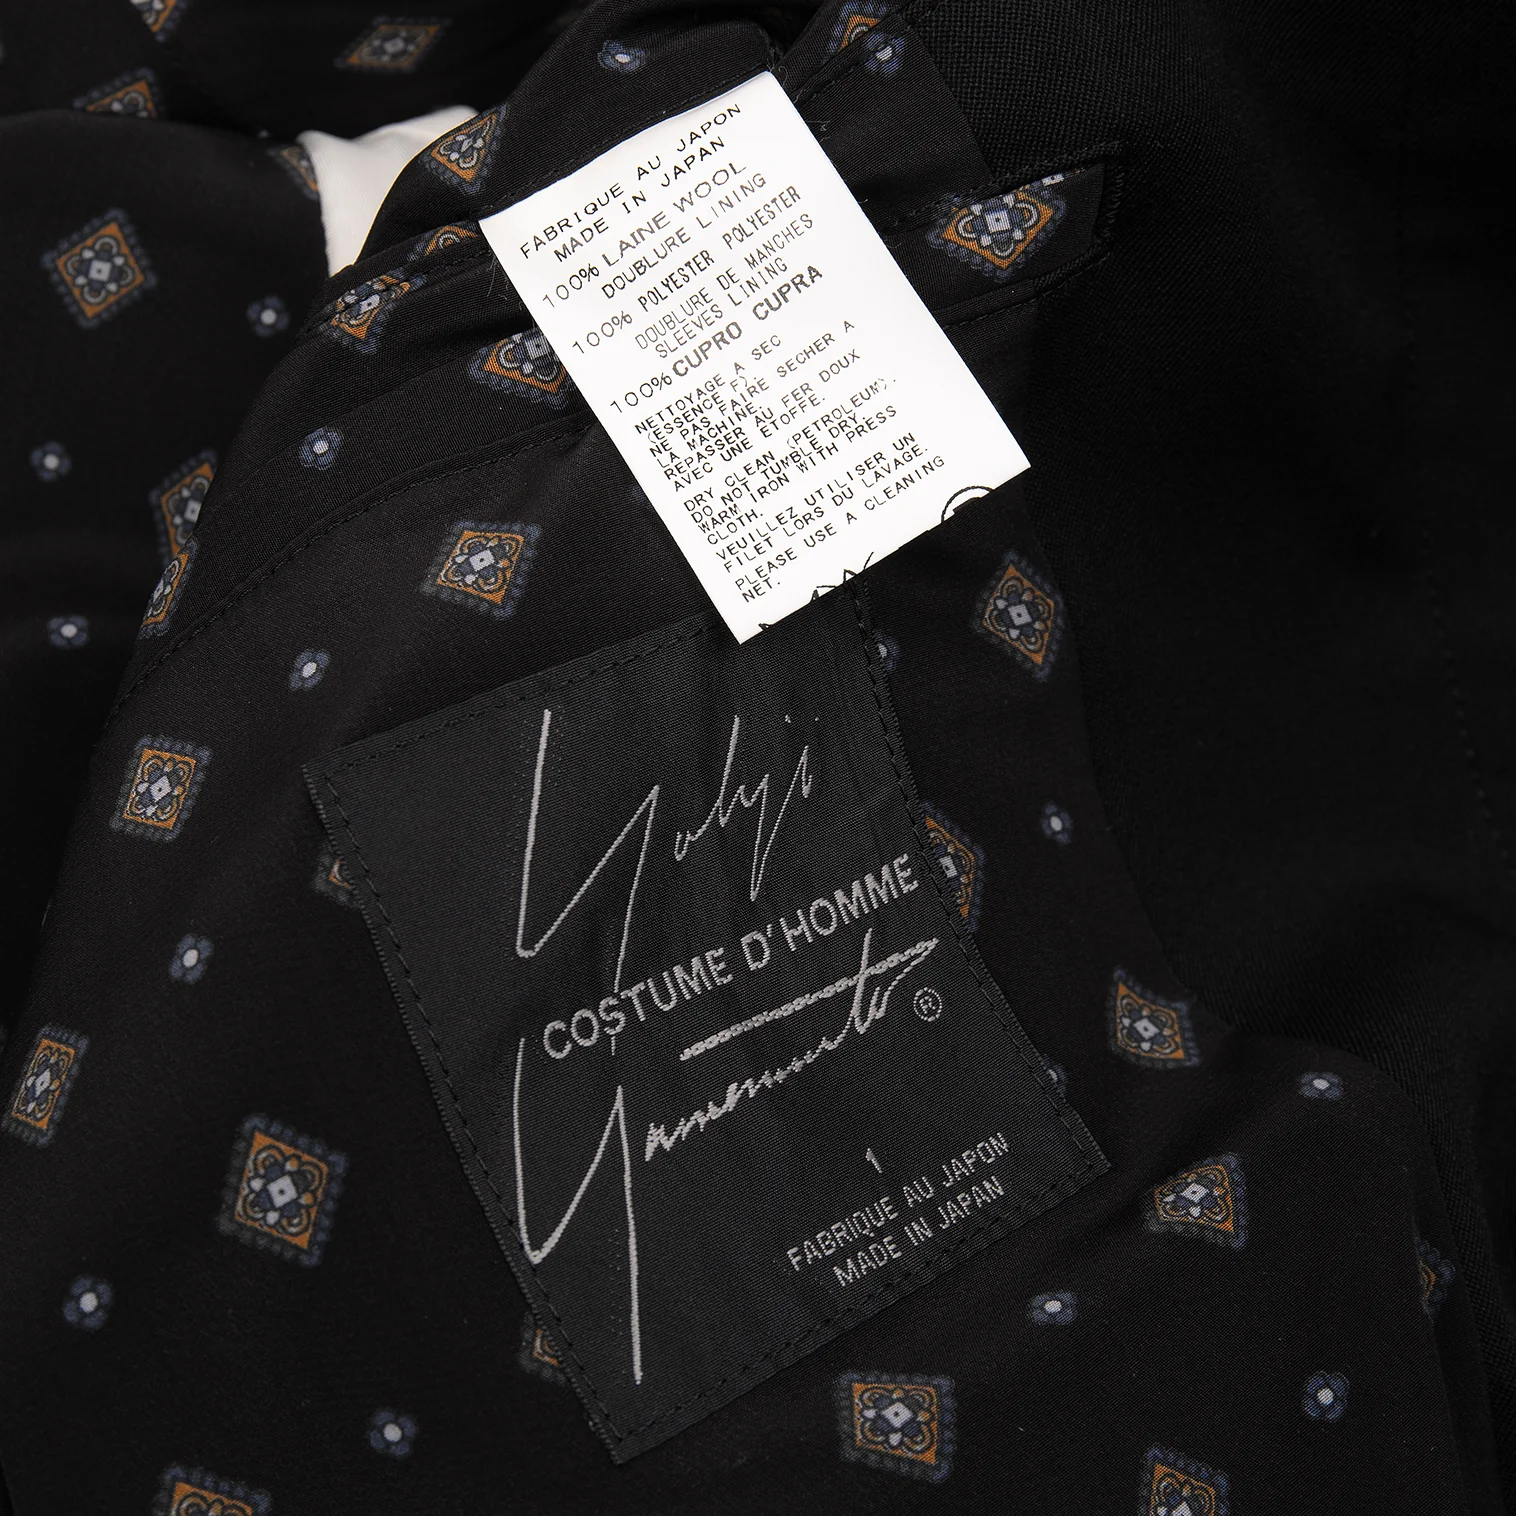 FABRIQUE AU JAPON
MADE IN JAPAN
100% LAINE WOOL
DOUBLURE LINING
100% POLYESTER POLYESTER
DOUBLURE DE MANCHES
SLEEVES LINING
100% CUPRO CUPRA
NETTOYAGE A SEC
(ESSENCE F).
NE PAS FAIRE SECHER A
LA MACHINE.
REPASSER AU FER DOUX
AVEC UNE ETOFFE.
DRY CLEAN (PETROLEUM).
DO NOT TUMBLE DRY.
WARM IRON WITH PRESS
CLOTH.
VEUILLEZ UTILISER UN
FILET LORS DU LAVAGE.
PLEASE USE A CLEANING
NET.
Yohji
COSTUME D'HOMME
Yamamoto ®
1
FABRIQUE AU JAPON
MADE IN JAPAN